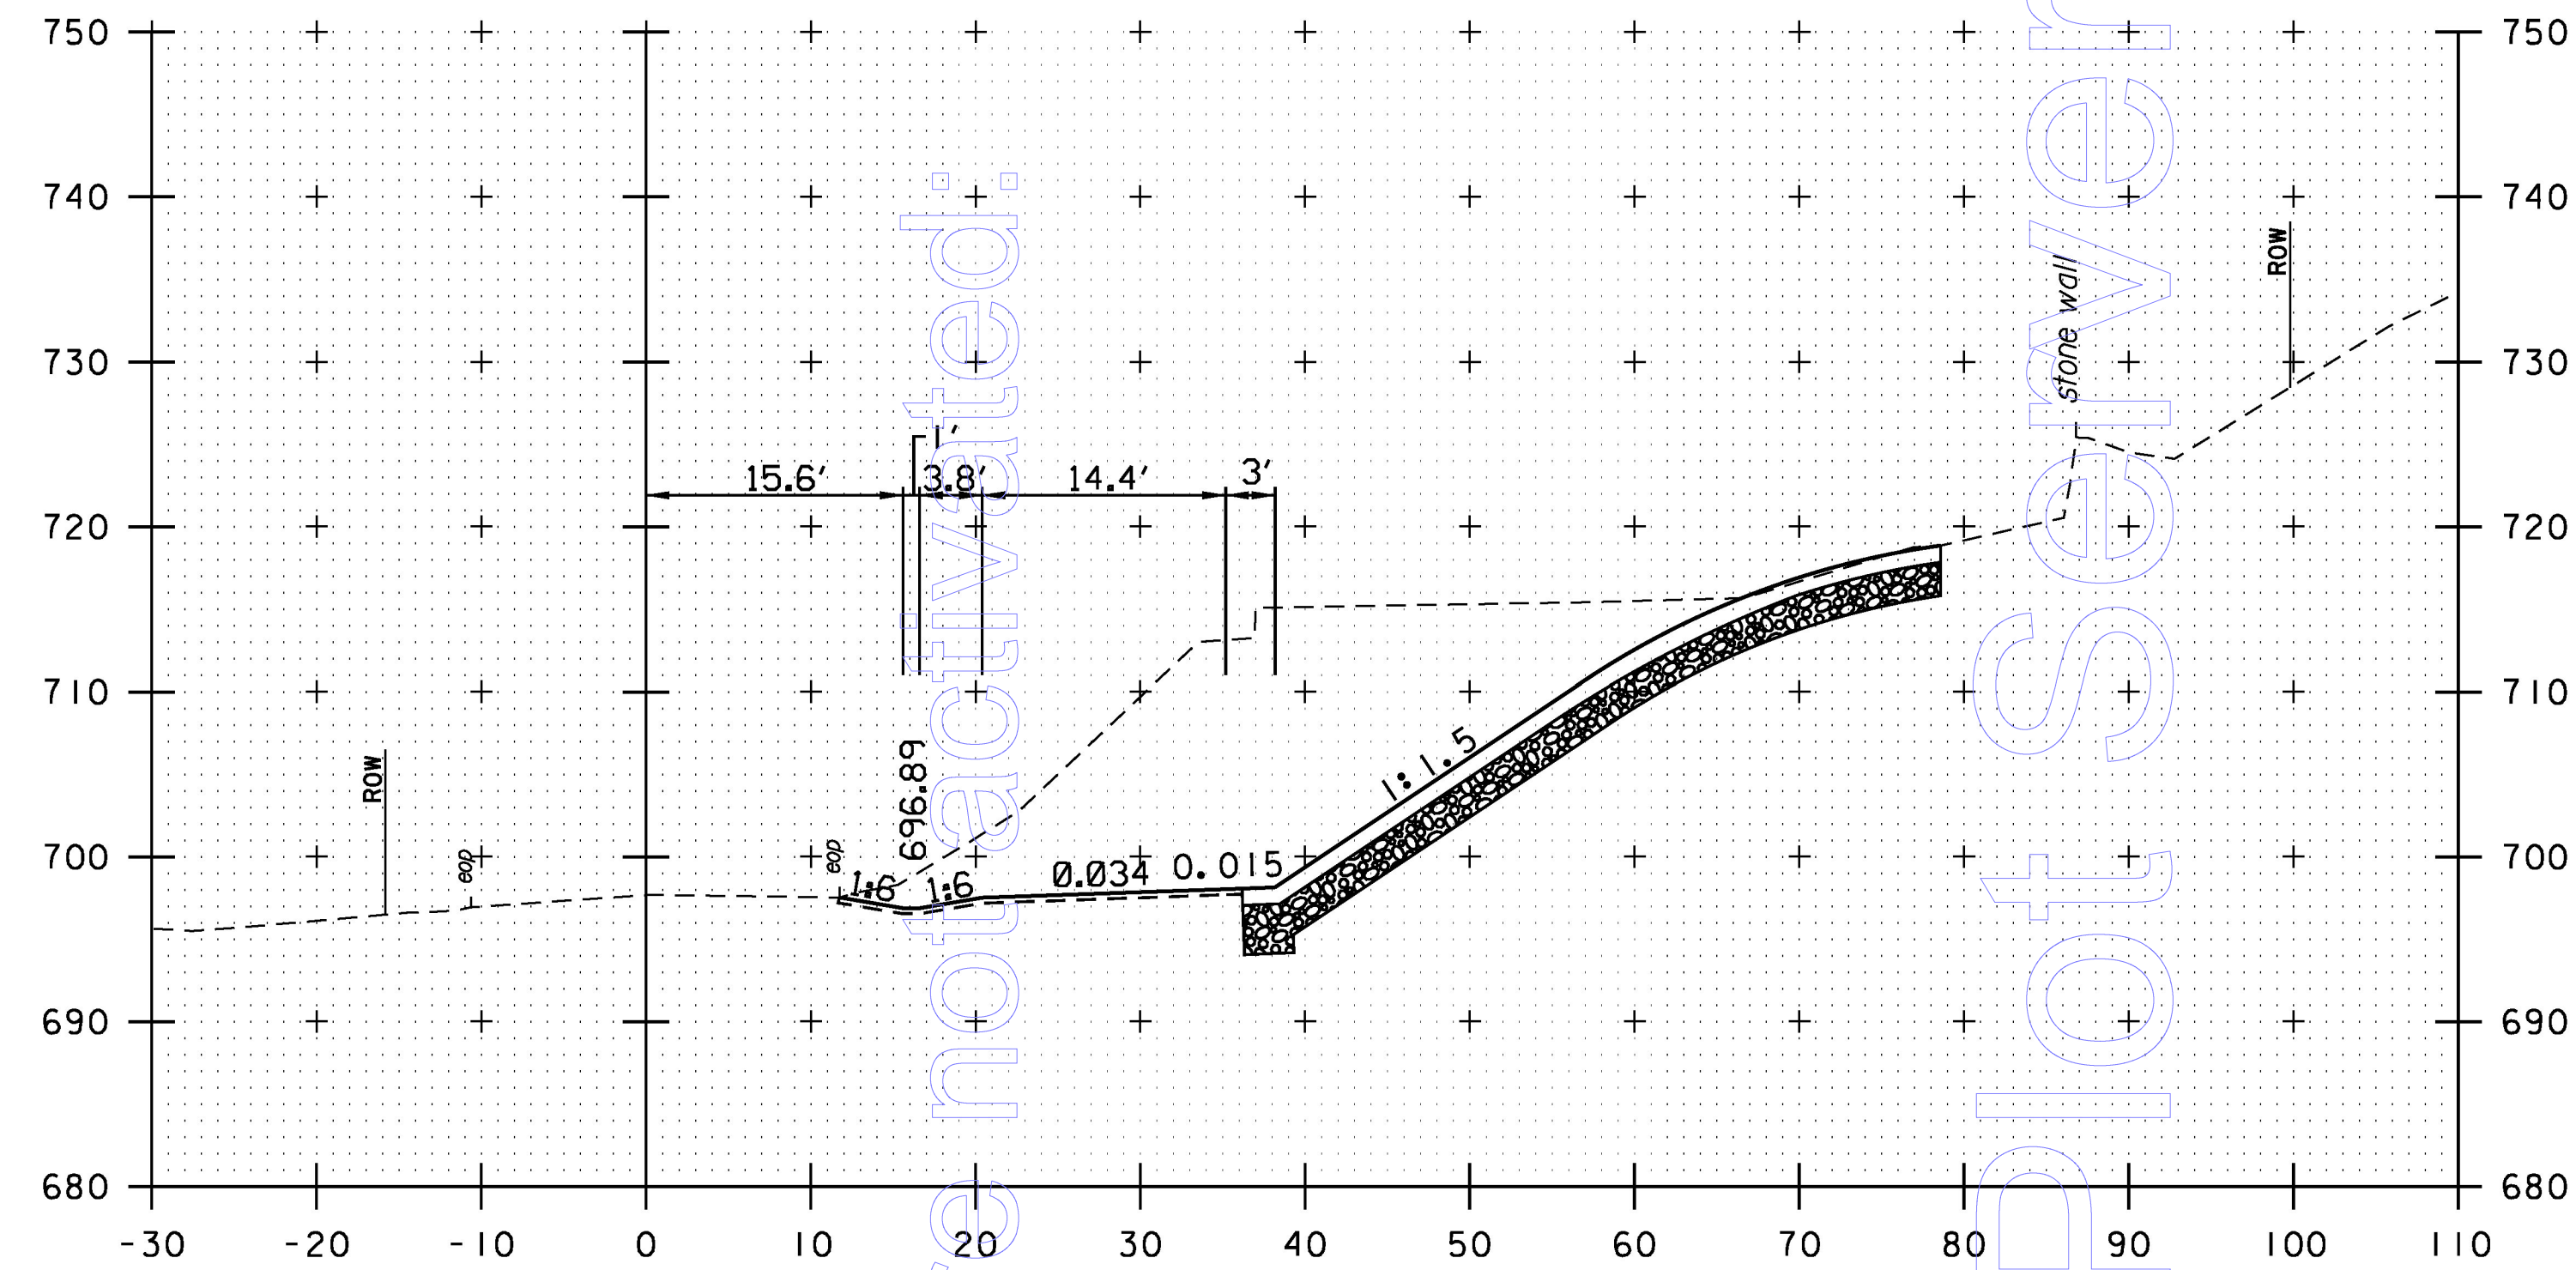 750 750
740 740
ROW
stone wall
730 730
1'
15.6' 3.8' 14.4' 3'
720 720
710 710
1:1.5
696.89
ROW
700 700
eop eop
1:6 1:6 0.034 0.015
690 690
680 680
-30 -20 -10 0 10 20 30 40 50 60 70 80 90 100 110
e not activated:
Plot Server